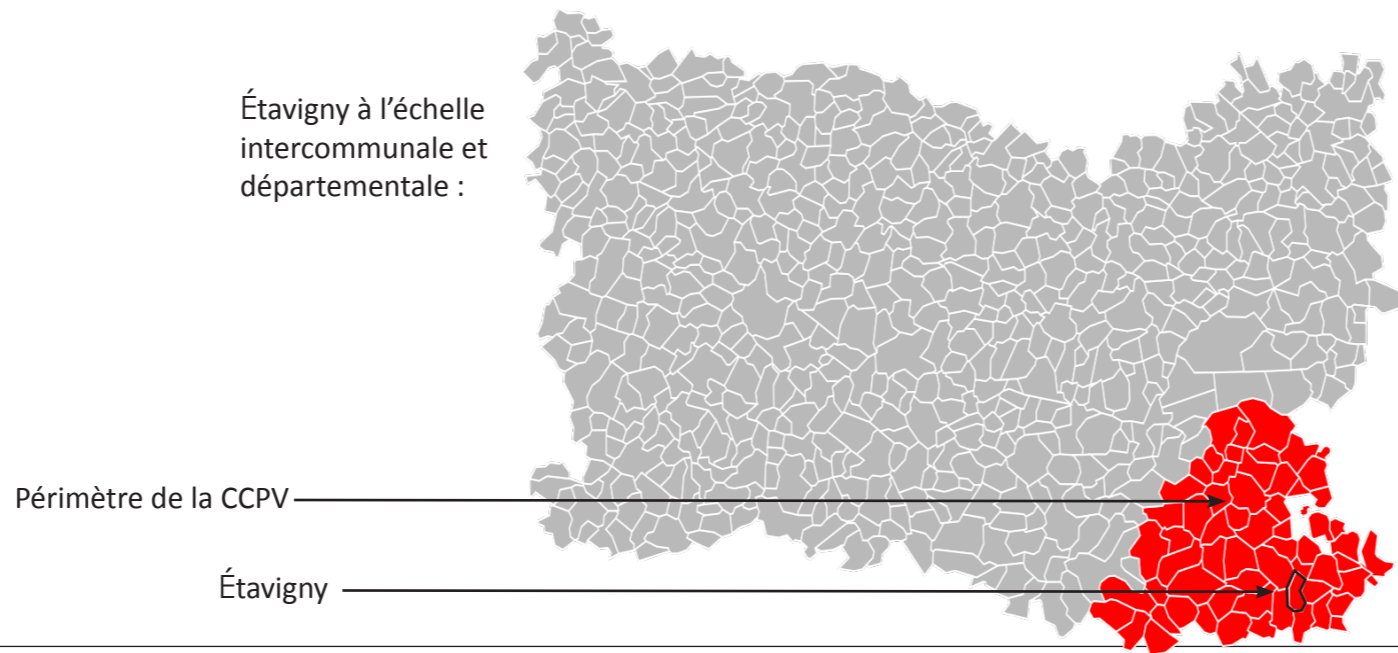 Étavigny à l’échelle
intercommunale et
départementale :
Périmètre de la CCPV
Étavigny